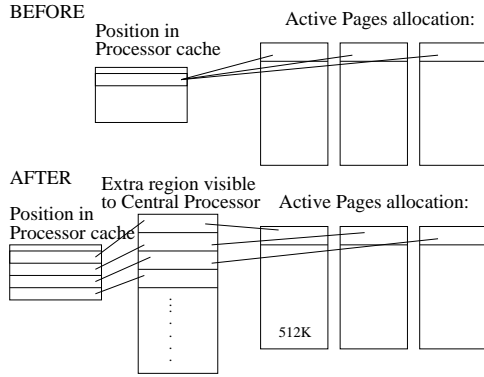 BEFORE
Active Pages allocation:
Position in
Processor cache
AFTER
Extra region visible
to Central Processor
Active Pages allocation:
Position in
Processor cache
512K